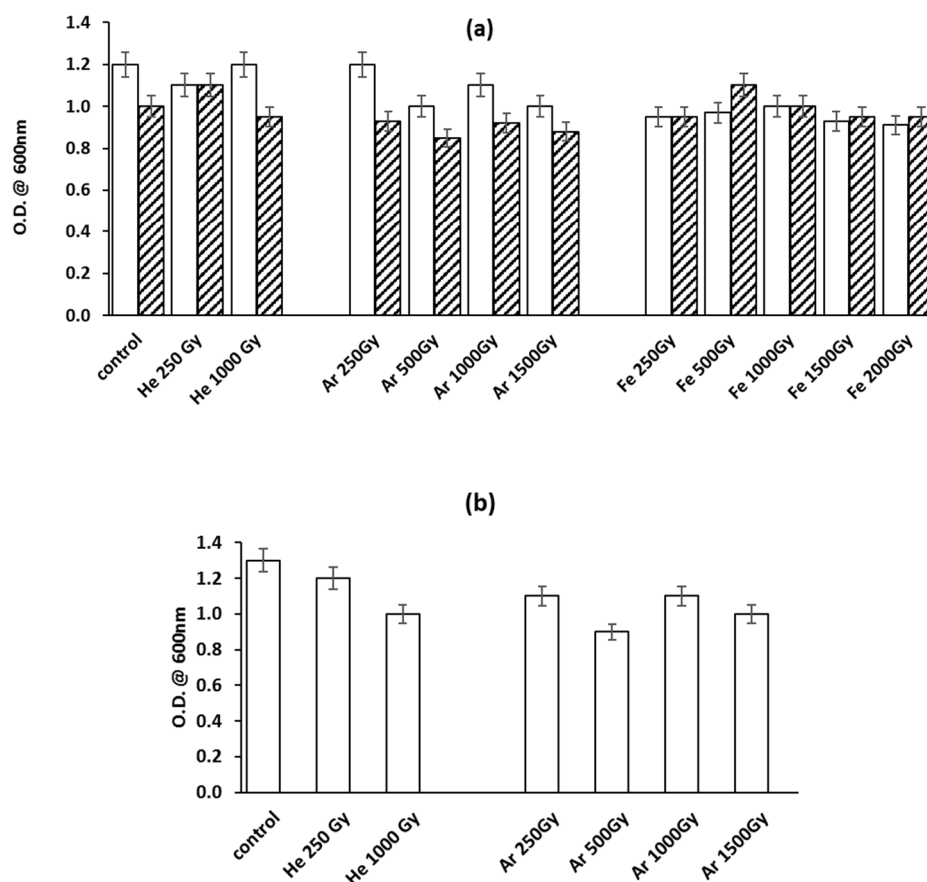 (a)
O.D. @ 600nm
1.4
1.2
1.0
0.8
0.6
0.4
0.2
0.0
control
He 250 Gy
He 1000 Gy
Ar 250Gy
Ar 500Gy
Ar 1000Gy
Ar 1500Gy
Fe 250Gy
Fe 500Gy
Fe 1000Gy
Fe 1500Gy
Fe 2000Gy
(b)
O.D. @ 600nm
1.4
1.2
1.0
0.8
0.6
0.4
0.2
0.0
control
He 250 Gy
He 1000 Gy
Ar 250Gy
Ar 500Gy
Ar 1000Gy
Ar 1500Gy